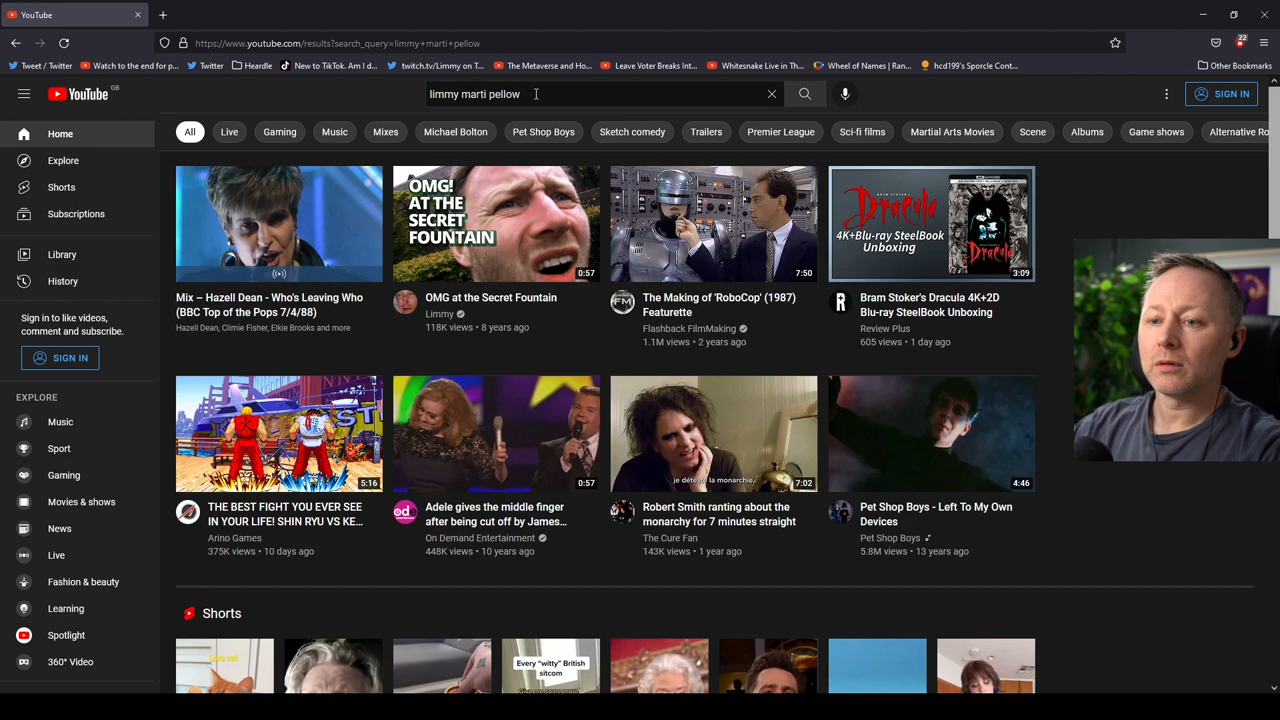 YouTube
https://www.youtube.com/results?search_query=limmy+marti+pellow
22
Tweet / Twitter
Watch to the end for p...
Twitter
Heardle
New to TikTok. Am I d...
twitch.tv/Limmy on T...
The Metaverse and Ho...
Leave Voter Breaks Int...
Whitesnake Live in Th...
Wheel of Names | Ran...
hcd199's Sporcle Cont...
Other Bookmarks
YouTube GB
limmy marti pellow
SIGN IN
Home
Explore
Shorts
Subscriptions
Library
History
Sign in to like videos,
comment and subscribe.
SIGN IN
EXPLORE
Music
Sport
Gaming
Movies & shows
News
Live
Fashion & beauty
Learning
Spotlight
360° Video
All
Live
Gaming
Music
Mixes
Michael Bolton
Pet Shop Boys
Sketch comedy
Trailers
Premier League
Sci-fi films
Martial Arts Movies
Scene
Albums
Game shows
Alternative Ro
Mix – Hazell Dean - Who's Leaving Who
(BBC Top of the Pops 7/4/88)
Hazell Dean, Climie Fisher, Elkie Brooks and more
OMG!
AT THE
SECRET
FOUNTAIN
0:57
OMG at the Secret Fountain
Limmy
118K views • 8 years ago
7:50
FM
The Making of 'RoboCop' (1987)
Featurette
Flashback FilmMaking
1.1M views • 2 years ago
Dracula
4K+Blu-ray SteelBook
Unboxing
3:09
R
Bram Stoker's Dracula 4K+2D
Blu-ray SteelBook Unboxing
Review Plus
605 views • 1 day ago
5:16
THE BEST FIGHT YOU EVER SEE
IN YOUR LIFE! SHIN RYU VS KE...
Arino Games
375K views • 10 days ago
0:57
ode
Adele gives the middle finger
after being cut off by James...
On Demand Entertainment
448K views • 10 years ago
je déteste la monarchie.
7:02
Robert Smith ranting about the
monarchy for 7 minutes straight
The Cure Fan
143K views • 1 year ago
4:46
Pet Shop Boys - Left To My Own
Devices
Pet Shop Boys
5.8M views • 13 years ago
Shorts
Every "witty" British
sitcom